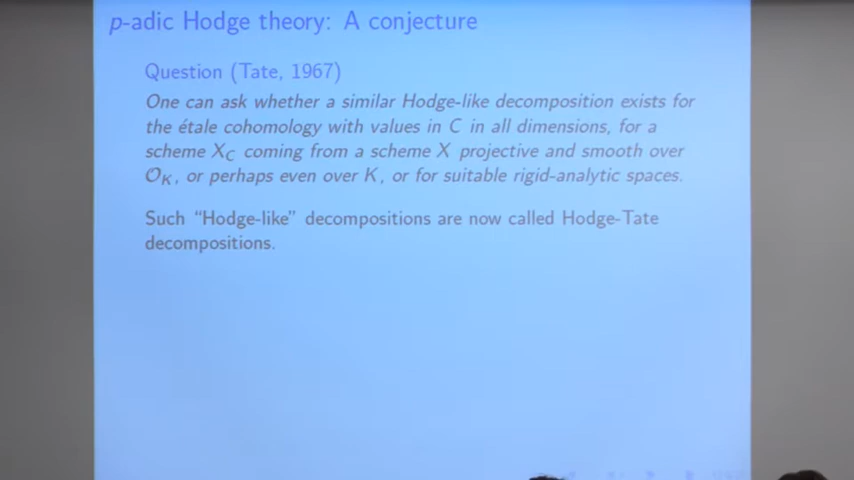 p-adic Hodge theory: A conjecture
Question (Tate, 1967)
One can ask whether a similar Hodge-like decomposition exists for
the étale cohomology with values in C in all dimensions, for a
scheme X_C coming from a scheme X projective and smooth over
𝒪_K, or perhaps even over K, or for suitable rigid-analytic spaces.
Such “Hodge-like” decompositions are now called Hodge-Tate
decompositions.